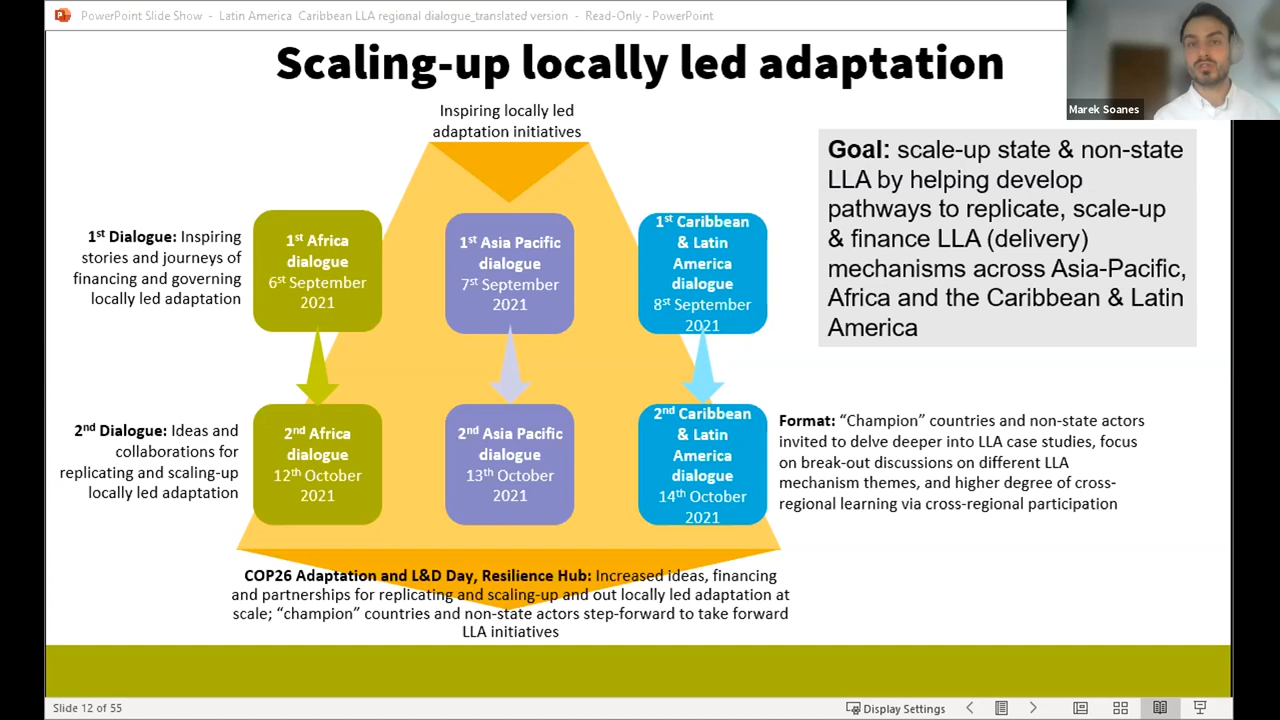 PowerPoint Slide Show - Latin America Caribbean LLA regional dialogue_translated version - Read-Only - PowerPoint
Marek Soanes
Scaling-up locally led adaptation
Inspiring locally led
adaptation initiatives
Goal: scale-up state & non-state
LLA by helping develop
pathways to replicate, scale-up
& finance LLA (delivery)
mechanisms across Asia-Pacific,
Africa and the Caribbean & Latin
America
1st Dialogue: Inspiring
stories and journeys of
financing and governing
locally led adaptation
1st Africa
dialogue
6st September
2021
1st Asia Pacific
dialogue
7st September
2021
1st Caribbean
& Latin
America
dialogue
8st September
2021
2nd Dialogue: Ideas and
collaborations for
replicating and scaling-up
locally led adaptation
2nd Africa
dialogue
12th October
2021
2nd Asia Pacific
dialogue
13th October
2021
2nd Caribbean
& Latin
America
dialogue
14th October
2021
Format: “Champion” countries and non-state actors
invited to delve deeper into LLA case studies, focus
on break-out discussions on different LLA
mechanism themes, and higher degree of cross-
regional learning via cross-regional participation
COP26 Adaptation and L&D Day, Resilience Hub: Increased ideas, financing
and partnerships for replicating and scaling-up and out locally led adaptation at
scale; “champion” countries and non-state actors step-forward to take forward
LLA initiatives
Slide 12 of 55
Display Settings